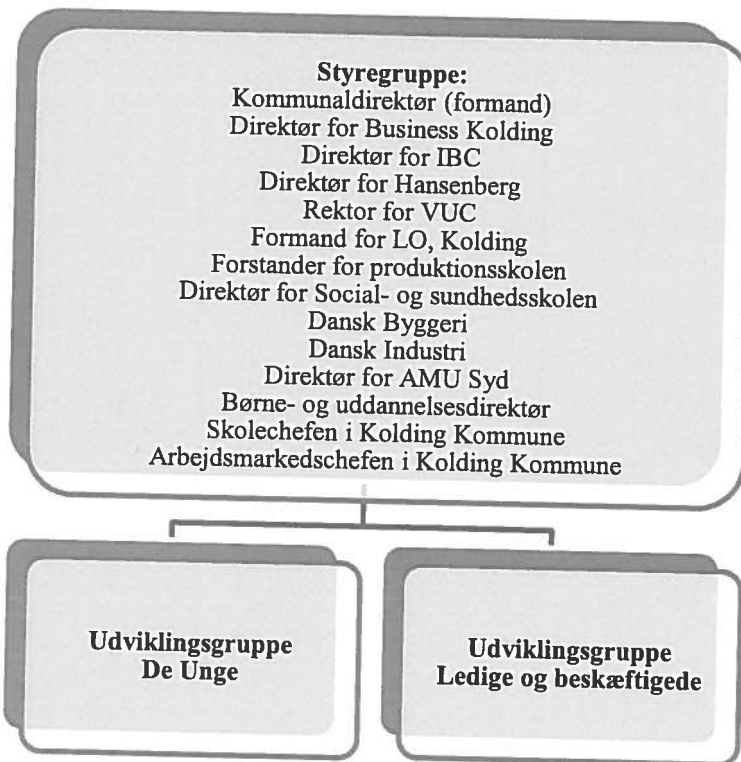 Styregruppe:
Kommunaldirektør (formand)
Direktør for Business Kolding
Direktør for IBC
Direktør for Hansenberg
Rektor for VUC
Formand for LO, Kolding
Forstander for produktionsskolen
Direktør for Social- og sundhedsskolen
Dansk Byggeri
Dansk Industri
Direktør for AMU Syd
Børne- og uddannelsesdirektør
Skolechefen i Kolding Kommune
Arbejdsmarkedschefen i Kolding Kommune
Udviklingsgruppe
De Unge
Udviklingsgruppe
Ledige og beskæftigede